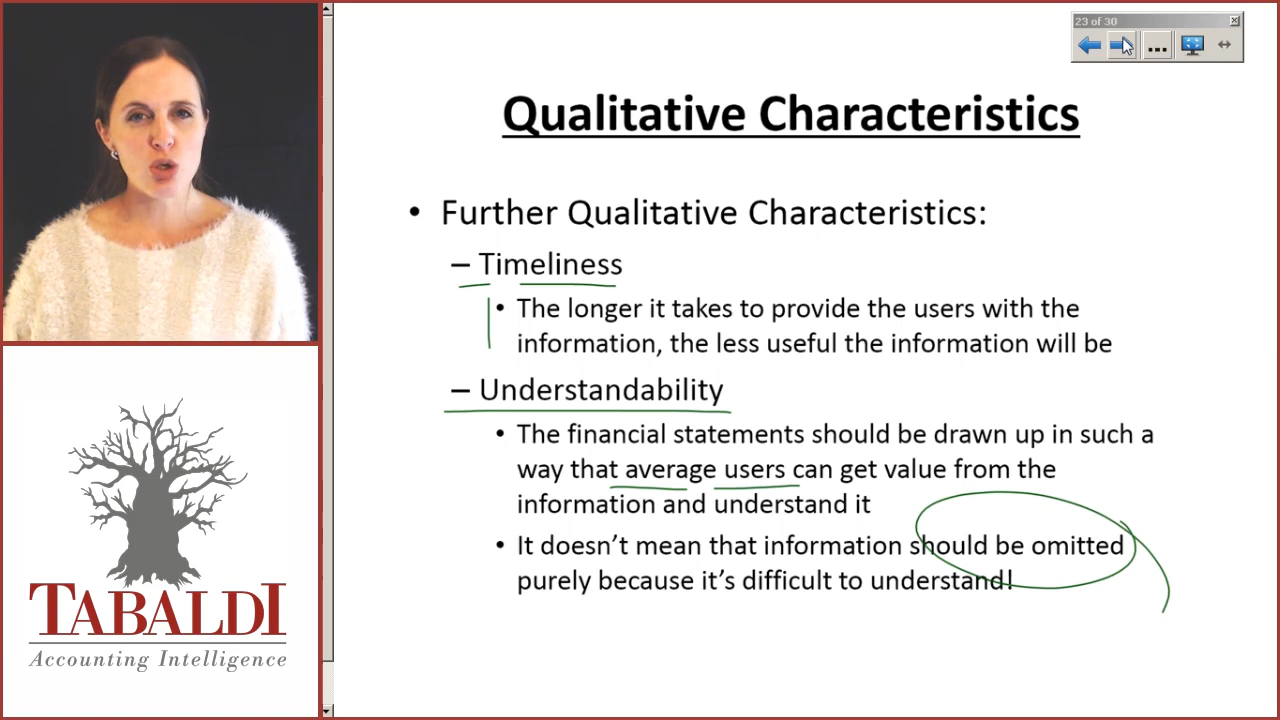 23 of 30
Qualitative Characteristics
• Further Qualitative Characteristics:
– Timeliness
• The longer it takes to provide the users with the
information, the less useful the information will be
– Understandability
• The financial statements should be drawn up in such a
way that average users can get value from the
information and understand it
• It doesn’t mean that information should be omitted
purely because it’s difficult to understand!
TABALDI
Accounting Intelligence